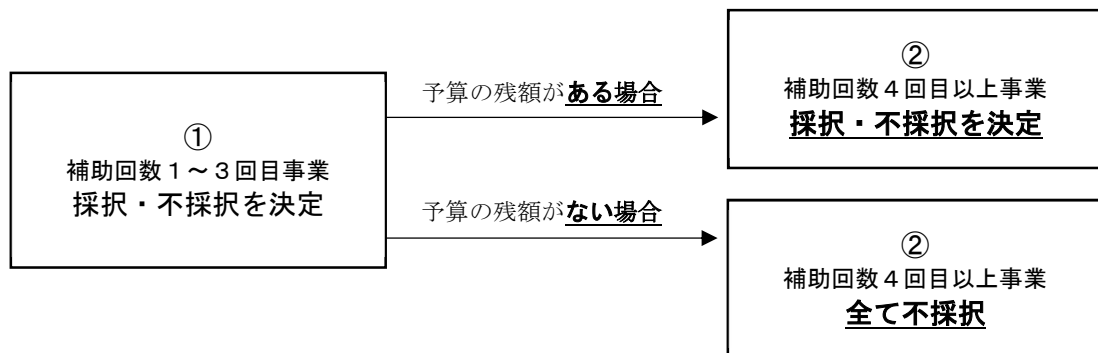 ①
補助回数１～３回目事業
採択・不採択を決定
予算の残額がある場合
②
補助回数４回目以上事業
採択・不採択を決定
予算の残額がない場合
②
補助回数４回目以上事業
全て不採択